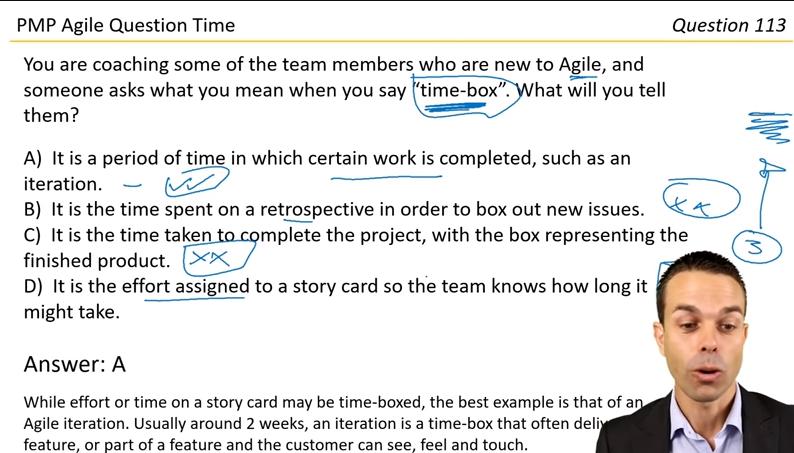 PMP Agile Question Time
Question 113
You are coaching some of the team members who are new to Agile, and
someone asks what you mean when you say "time-box". What will you tell
them?
A) It is a period of time in which certain work is completed, such as an
iteration.
B) It is the time spent on a retrospective in order to box out new issues.
C) It is the time taken to complete the project, with the box representing the
finished product.
D) It is the effort assigned to a story card so the team knows how long it
might take.
3
Answer: A
While effort or time on a story card may be time-boxed, the best example is that of an
Agile iteration. Usually around 2 weeks, an iteration is a time-box that often
feature, or part of a feature and the customer can see, feel and touch.